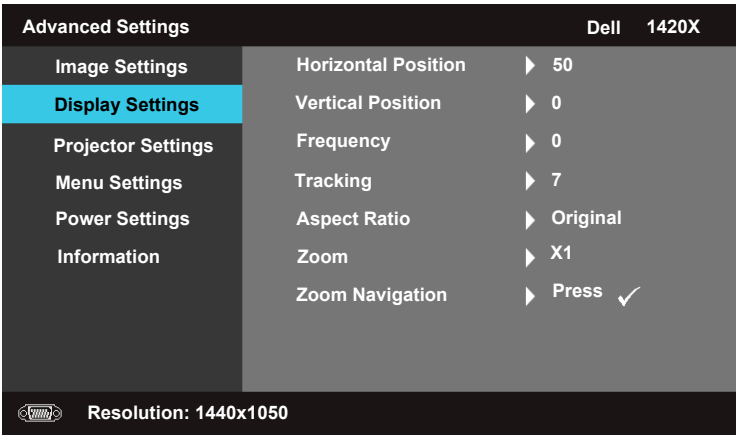 Advanced Settings Dell 1420X
Image Settings Horizontal Position 50
Display Settings Vertical Position 0
Projector Settings Frequency 0
Menu Settings Tracking 7
Power Settings Aspect Ratio Original
Information Zoom X1
Zoom Navigation Press
Resolution: 1440x1050